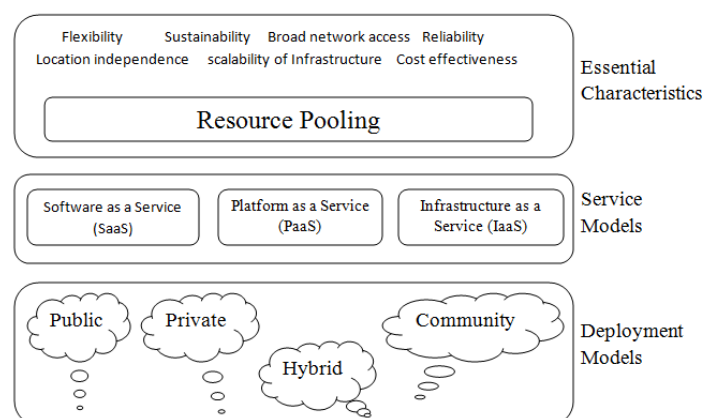 Flexibility Sustainability Broad network access Reliability
Location independence scalability of Infrastructure Cost effectiveness
Resource Pooling
Essential
Characteristics
Software as a Service
(SaaS)
Platform as a Service
(PaaS)
Infrastructure as a
Service (IaaS)
Service
Models
Public
Private
Hybrid
Community
Deployment
Models